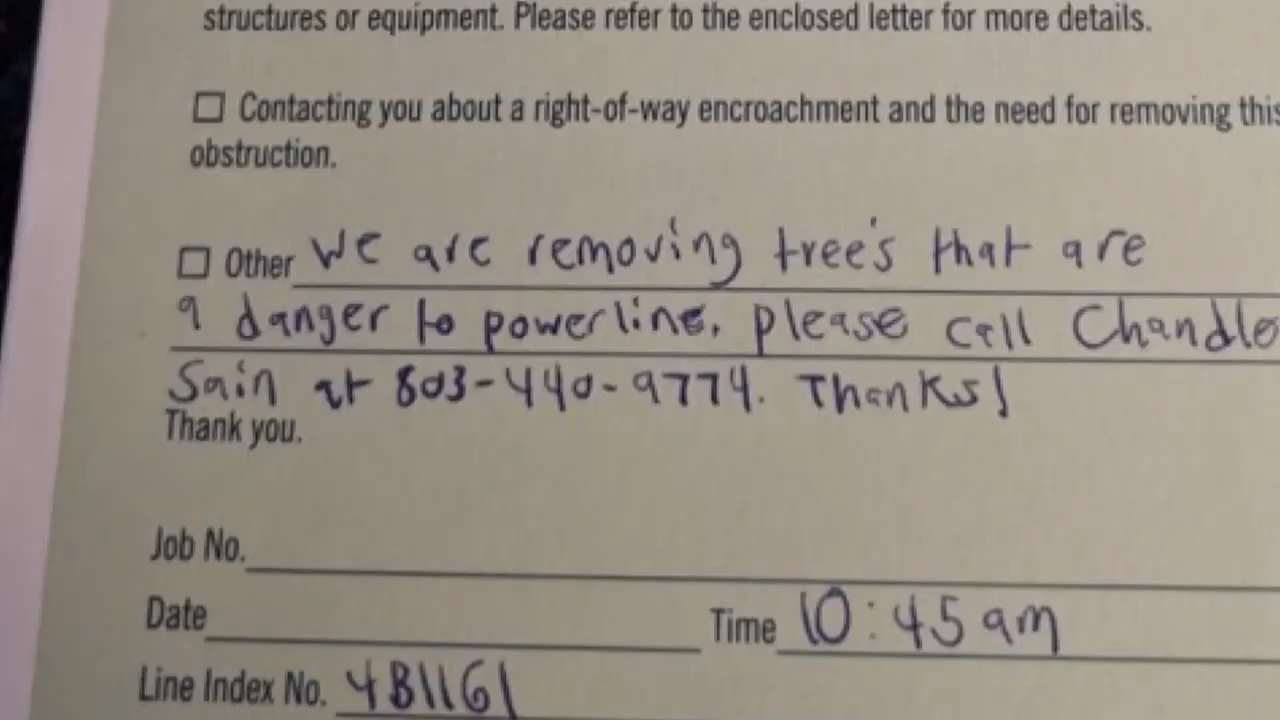 structures or equipment. Please refer to the enclosed letter for more details.
☐ Contacting you about a right-of-way encroachment and the need for removing this
obstruction.
☐ Other we are removing tree's that are
a danger to powerline. please call Chandle
Sain at 803-440-9774. Thanks!
Thank you.
Job No.
Date Time 10:45 am
Line Index No. 4B1161